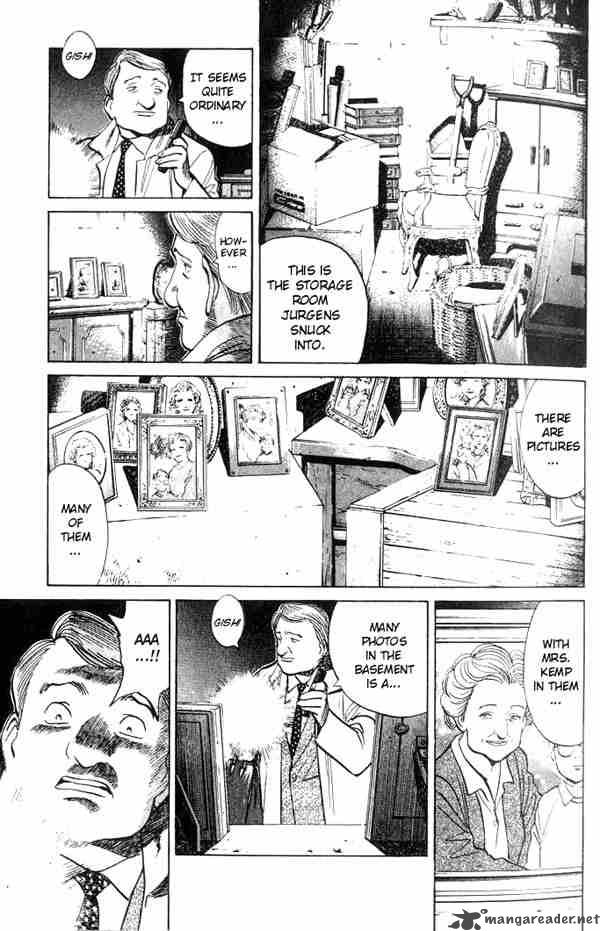 THIS IS
THE STORAGE
ROOM
JURGENS
SNUCK
INTO.
IT SEEMS
QUITE
ORDINARY
...
GISH!
HOW-
EVER
...
THERE
ARE
PICTURES
...
MANY
OF
THEM
...
WITH
MRS.
KEMP
IN THEM
...
MANY
PHOTOS
IN THE
BASEMENT
IS A...
GISH!
AAA
...!!
mangareader.net